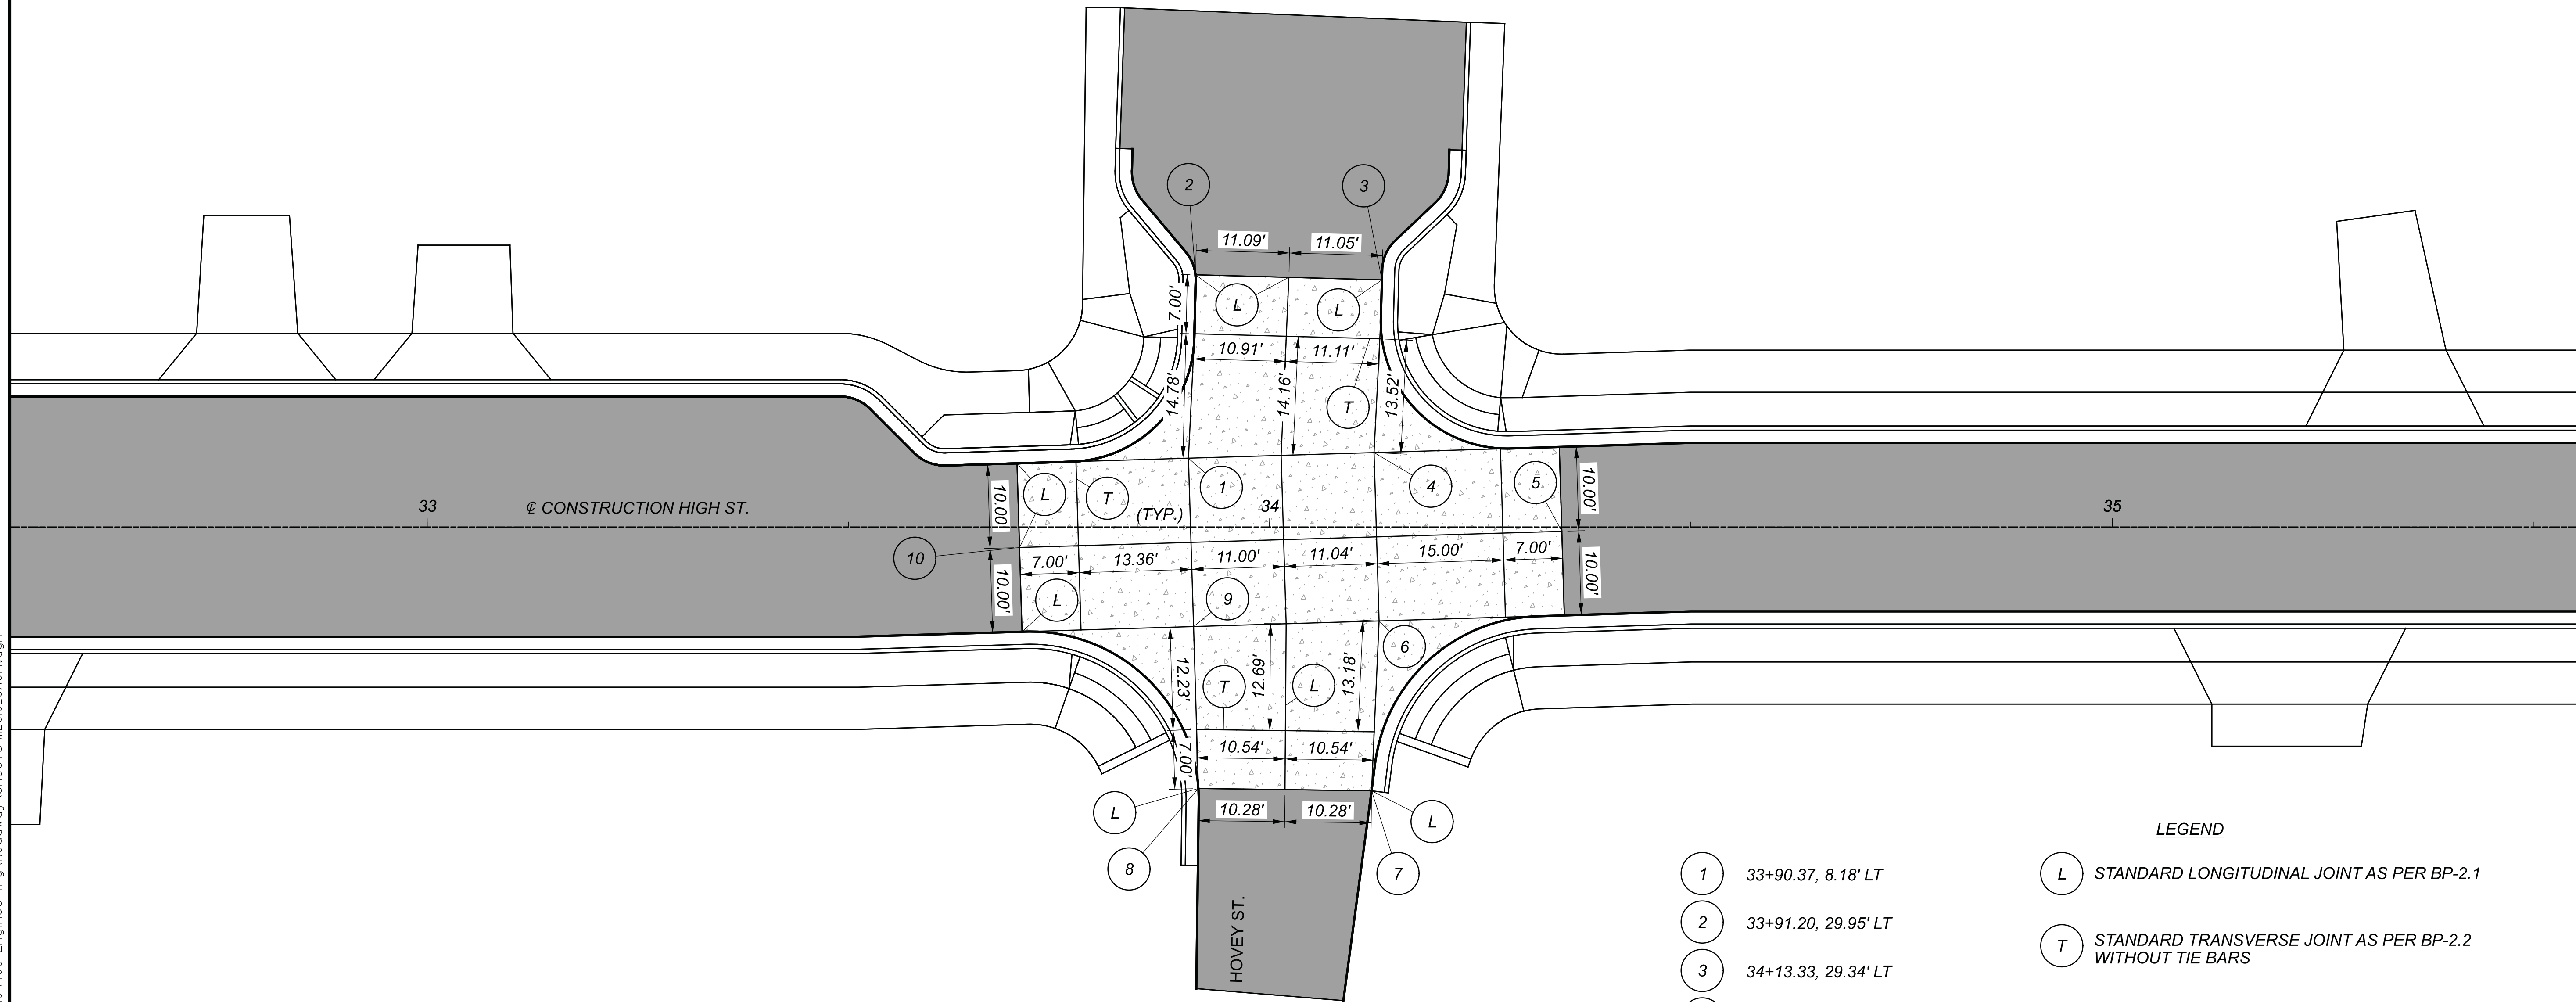 2
3
11.09'
11.05'
7.00'
L
L
10.91'
11.11'
14.78'
14.16'
13.52'
T
33
℄ CONSTRUCTION HIGH ST.
10.00'
L
T
1
(TYP.)
34
4
5
10.00'
35
10
7.00'
13.36'
11.00'
11.04'
15.00'
7.00'
10.00'
L
9
10.00'
12.23'
T
12.69'
L
13.18'
6
7.00'
10.54'
10.54'
L
10.28'
10.28'
L
8
7
HOVEY ST.
LEGEND
1 33+90.37, 8.18' LT
2 33+91.20, 29.95' LT
3 34+13.33, 29.34' LT
L STANDARD LONGITUDINAL JOINT AS PER BP-2.1
T STANDARD TRANSVERSE JOINT AS PER BP-2.2
WITHOUT TIE BARS